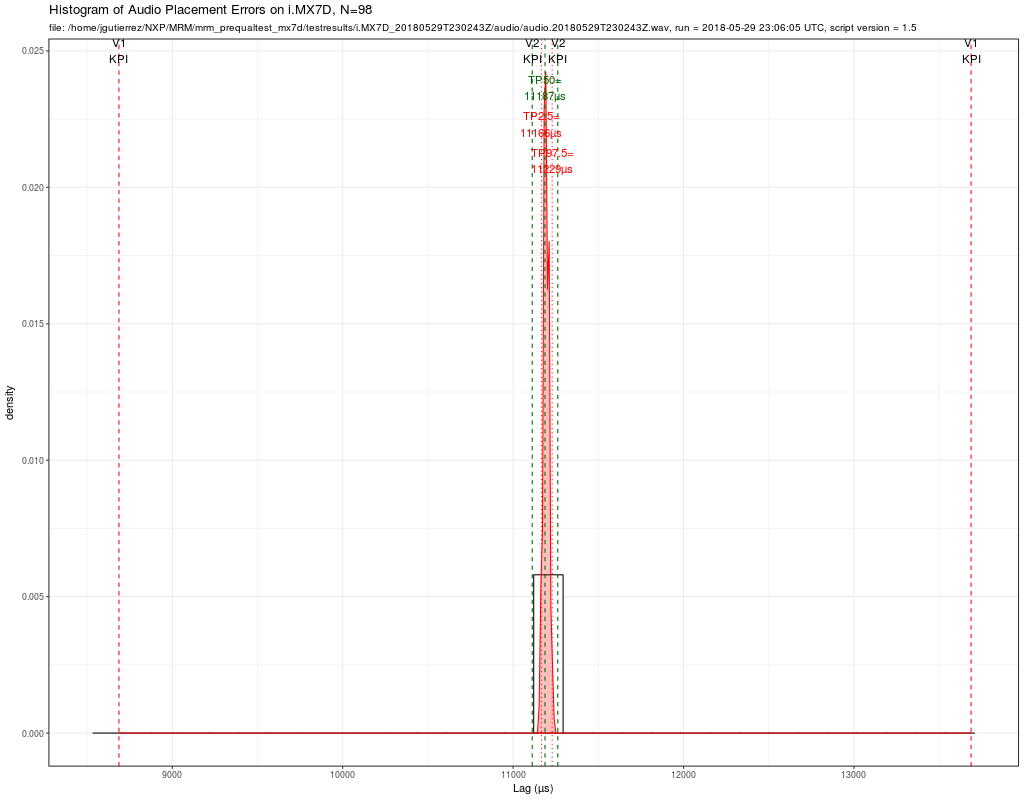 Histogram of Audio Placement Errors on i.MX7D, N=98
file: /home/jgutierrez/NXP/MRM/mrm_prequaltest_mx7d/testresults/i.MX7D_20180529T230243Z/audio/audio.20180529T230243Z.wav, run = 2018-05-29 23:06:05 UTC, script version = 1.5
V1
KPI
V2
KPI
V2
KPI
V1
KPI
TP50=
11187µs
TP2.5=
11166µs
TP97.5=
11229µs
0.025
0.020
0.015
0.010
0.005
0.000
density
9000
10000
11000
12000
13000
Lag (µs)